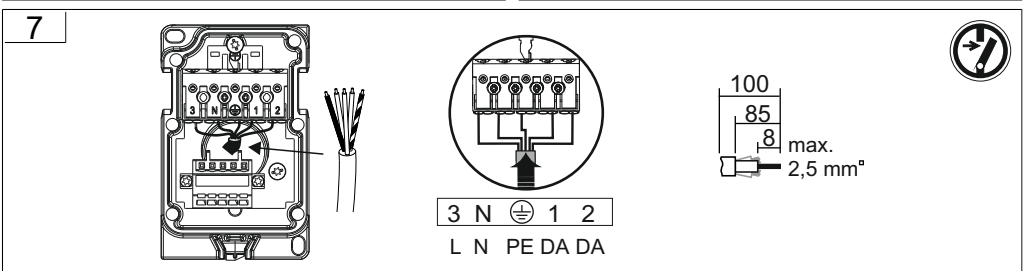 7
3 N ⏚ 1 2
3 N ⏚ 1 2
L N PE DA DA
100
85
8 max.
2,5 mm²